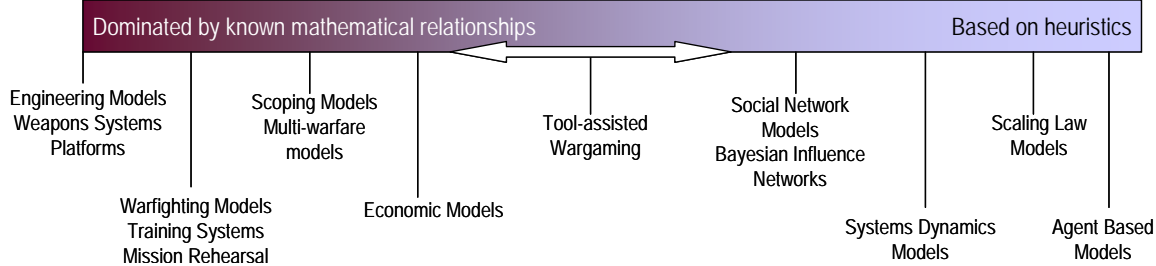 Dominated by known mathematical relationships
Based on heuristics
Engineering Models
Weapons Systems
Platforms
Warfighting Models
Training Systems
Mission Rehearsal
Scoping Models
Multi-warfare
models
Economic Models
Tool-assisted
Wargaming
Social Network
Models
Bayesian Influence
Networks
Systems Dynamics
Models
Scaling Law
Models
Agent Based
Models